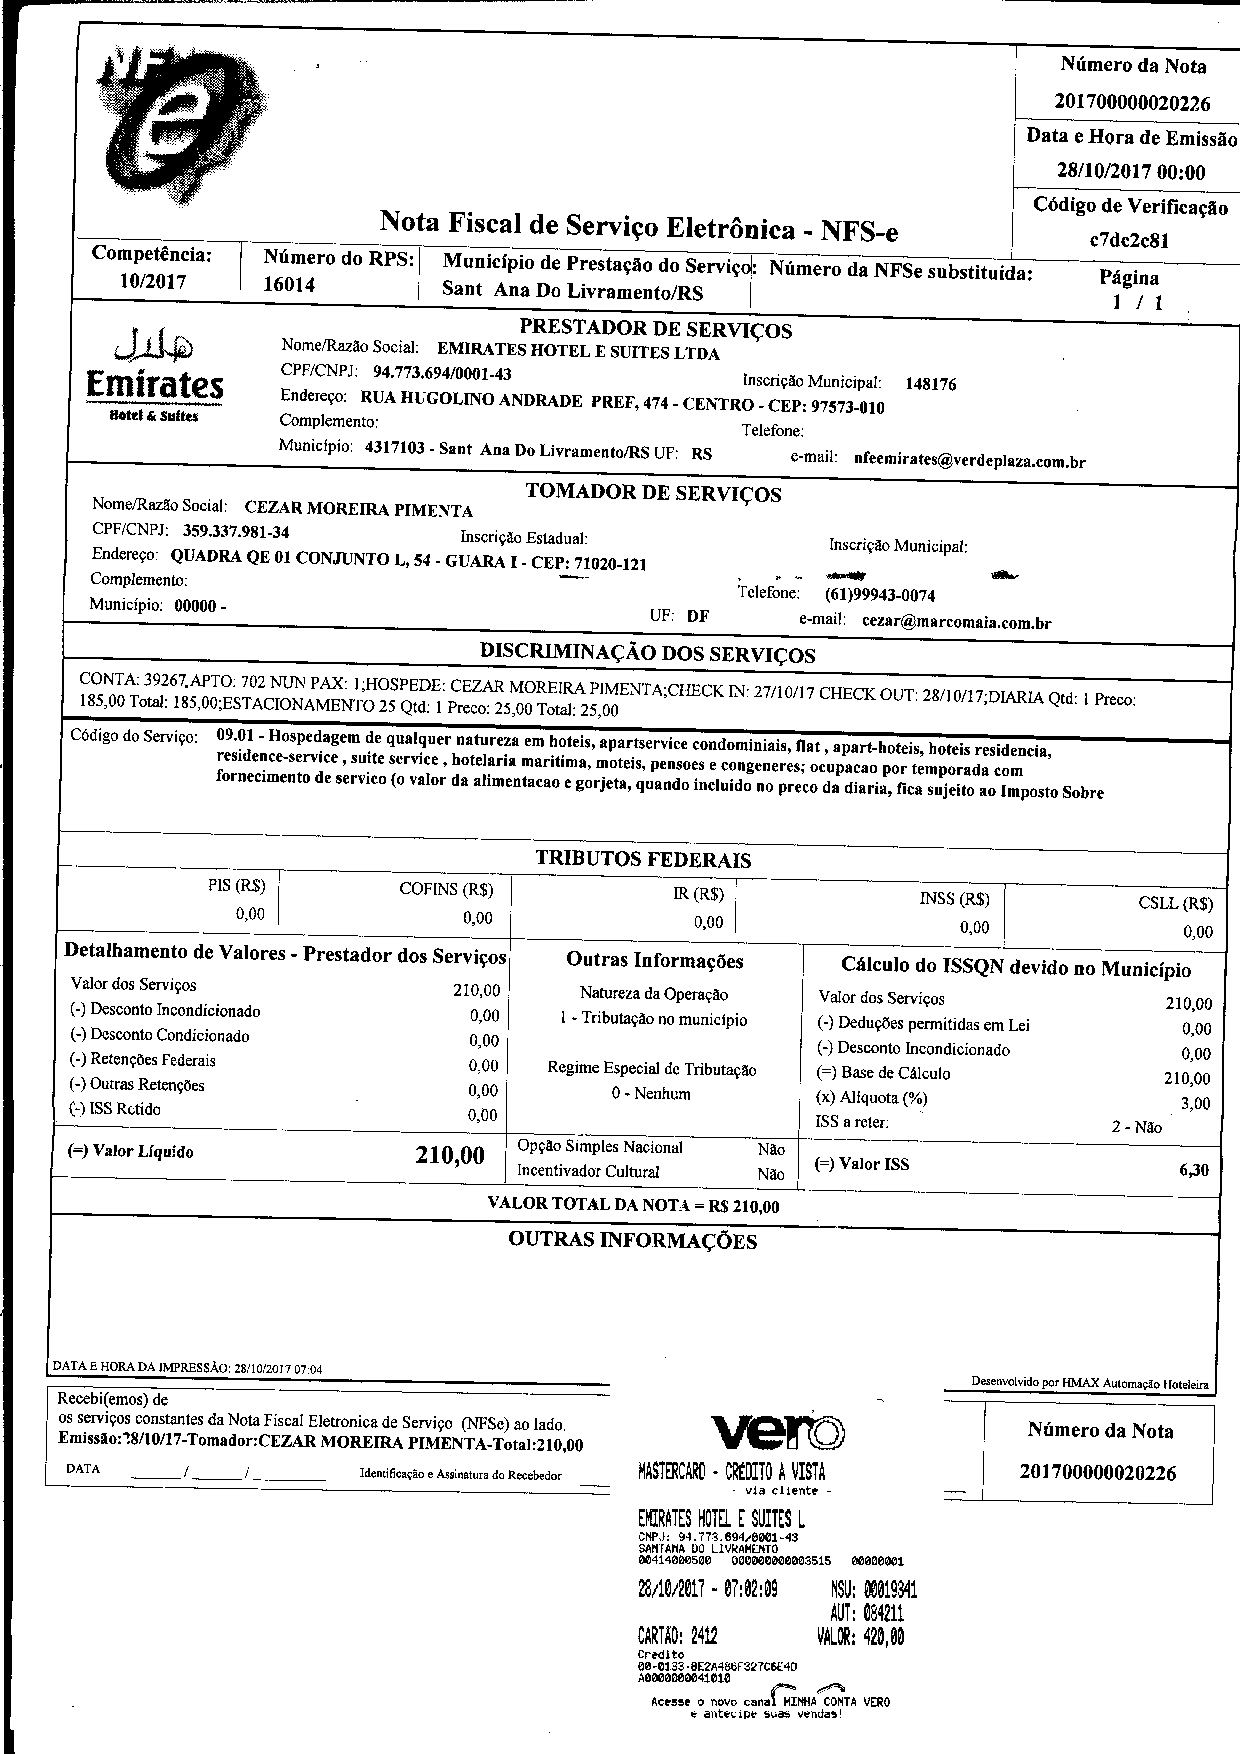 NF
e
Número da Nota
201700000020226
Data e Hora de Emissão
28/10/2017 00:00
Código de Verificação
c7dc2c81
Nota Fiscal de Serviço Eletrônica - NFS-e
Competência:
10/2017
Número do RPS:
16014
Município de Prestação do Serviço:
Sant Ana Do Livramento/RS
Número da NFSe substituída:
Página
1 / 1
PRESTADOR DE SERVIÇOS
Emirates
Hotel & Suítes
Nome/Razão Social: EMIRATES HOTEL E SUITES LTDA
CPF/CNPJ: 94.773.694/0001-43
Inscrição Municipal: 148176
Endereço: RUA HUGOLINO ANDRADE PREF, 474 - CENTRO - CEP: 97573-010
Complemento:
Telefone:
Município: 4317103 - Sant Ana Do Livramento/RS UF: RS
e-mail: nfeemirates@verdeplaza.com.br
TOMADOR DE SERVIÇOS
Nome/Razão Social: CEZAR MOREIRA PIMENTA
CPF/CNPJ: 359.337.981-34
Inscrição Estadual:
Inscrição Municipal:
Endereço: QUADRA QE 01 CONJUNTO L, 54 - GUARA I - CEP: 71020-121
Complemento:
Telefone: (61)99943-0074
Município: 00000 -
UF: DF
e-mail: cezar@marcomaia.com.br
DISCRIMINAÇÃO DOS SERVIÇOS
CONTA: 39267,APTO: 702 NUN PAX: 1;HOSPEDE: CEZAR MOREIRA PIMENTA;CHECK IN: 27/10/17 CHECK OUT: 28/10/17;DIARIA Qtd: 1 Preco:
185,00 Total: 185,00;ESTACIONAMENTO 25 Qtd: 1 Preco: 25,00 Total: 25,00
Código do Serviço: 09.01 - Hospedagem de qualquer natureza em hoteis, apartservice condominiais, flat , apart-hoteis, hoteis residencia,
residence-service , suite service , hotelaria maritima, moteis, pensoes e congeneres; ocupacao por temporada com
fornecimento de servico (o valor da alimentacao e gorjeta, quando incluido no preco da diaria, fica sujeito ao Imposto Sobre
TRIBUTOS FEDERAIS
PIS (R$)
0,00
COFINS (R$)
0,00
IR (R$)
0,00
INSS (R$)
0,00
CSLL (R$)
0,00
Detalhamento de Valores - Prestador dos Serviços
Valor dos Serviços 210,00
(-) Desconto Incondicionado 0,00
(-) Desconto Condicionado 0,00
(-) Retenções Federais 0,00
(-) Outras Retenções 0,00
(-) ISS Retido 0,00
(=) Valor Líquido 210,00
Outras Informações
Natureza da Operação
1 - Tributação no município
Regime Especial de Tributação
0 - Nenhum
Opção Simples Nacional Não
Incentivador Cultural Não
Cálculo do ISSQN devido no Município
Valor dos Serviços 210,00
(-) Deduções permitidas em Lei 0,00
(-) Desconto Incondicionado 0,00
(=) Base de Cálculo 210,00
(x) Alíquota (%) 3,00
ISS a reter: 2 - Não
(=) Valor ISS 6,30
VALOR TOTAL DA NOTA = R$ 210,00
OUTRAS INFORMAÇÕES
DATA E HORA DA IMPRESSÃO: 28/10/2017 07:04
Desenvolvido por HMAX Automação Hoteleira
Recebi(emos) de
os serviços constantes da Nota Fiscal Eletronica de Serviço (NFSe) ao lado.
Emissão:28/10/17-Tomador:CEZAR MOREIRA PIMENTA-Total:210,00
DATA ____/____/_ ______ Identificação e Assinatura do Recebedor
Número da Nota
201700000020226
vero
MASTERCARD - CREDITO A VISTA
- via cliente -
EMIRATES HOTEL E SUITES L
CNPJ: 94.773.694/0001-43
SANTANA DO LIVRAMENTO
00414000500 000000000003515 00000001
28/10/2017 - 07:02:09 NSU: 00019341
AUT: 084211
CARTÃO: 2412 VALOR: 420,00
Credito
00-0133-8E2A486F327C6E4D
A0000000041010
Acesse o novo canal MINHA CONTA VERO
e antecipe suas vendas!